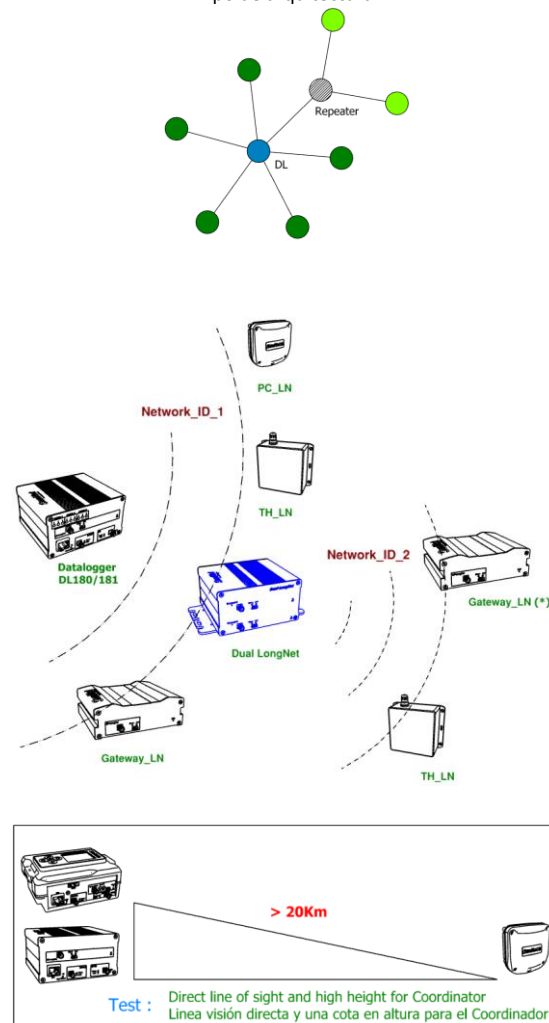 Repeater
DL
PC_LN
Network_ID_1
TH_LN
Network_ID_2
Datalogger
DL180/181
Gateway_LN (*)
Dual LongNet
Gateway_LN
TH_LN
> 20Km
Test : Direct line of sight and high height for Coordinator
Linea visión directa y una cota en altura para el Coordinador